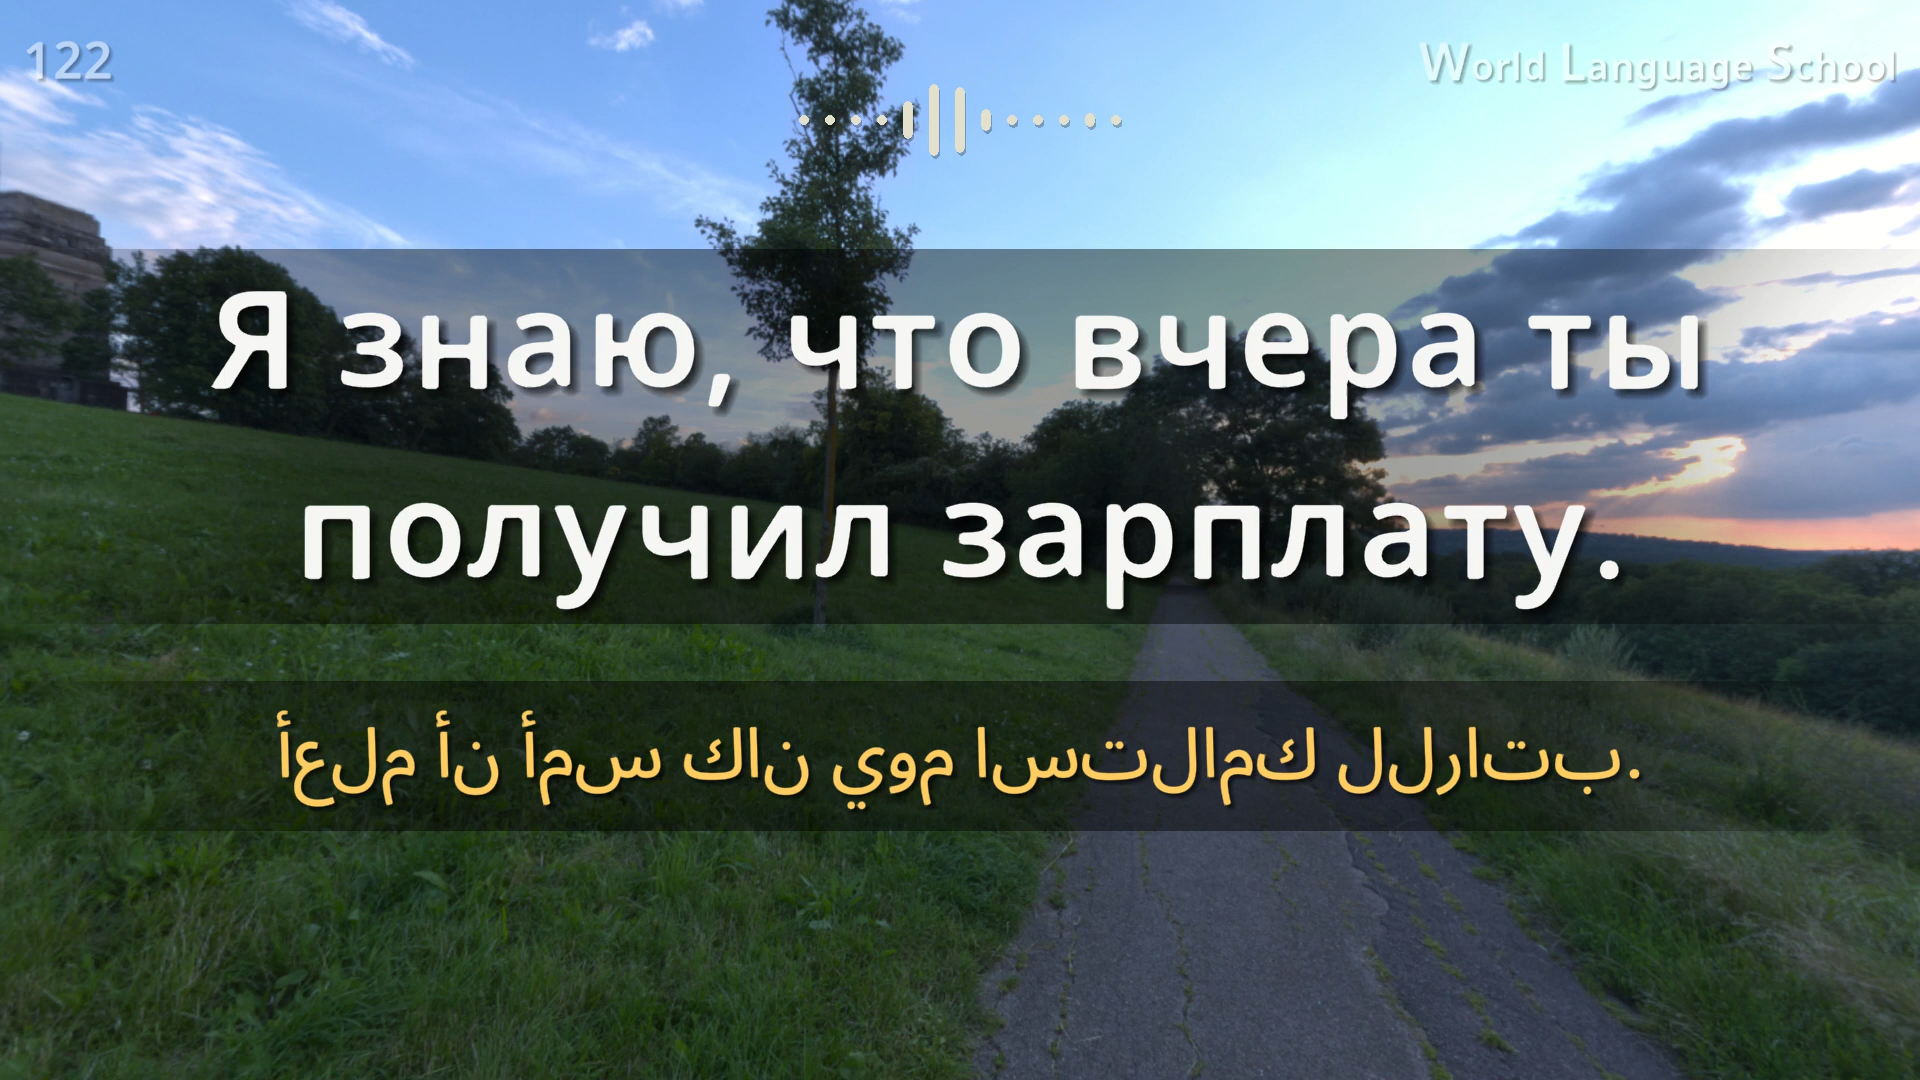 122
World Language School
Я знаю, что вчера ты
получил зарплату.
أعلم أن أمس كان يوم استلامك للراتب.